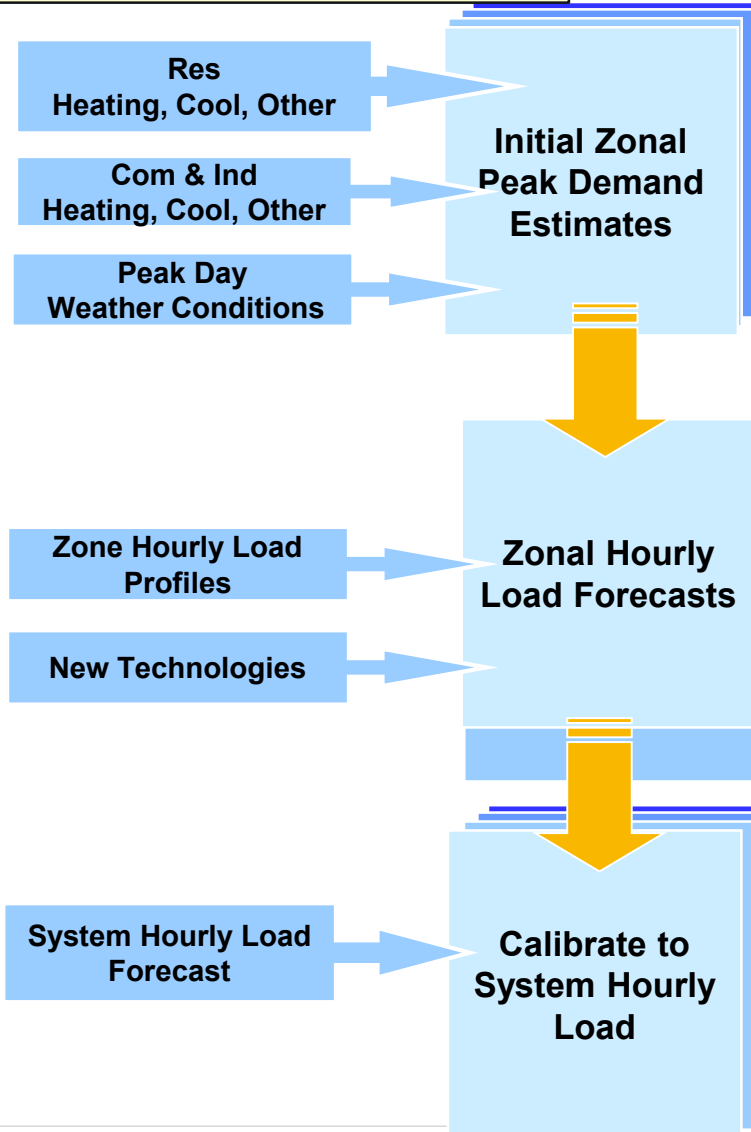 Res
Heating, Cool, Other
Initial Zonal
Peak Demand
Estimates
Com & Ind
Heating, Cool, Other
Peak Day
Weather Conditions
Zone Hourly Load
Profiles
Zonal Hourly
Load Forecasts
New Technologies
System Hourly Load
Forecast
Calibrate to
System Hourly
Load